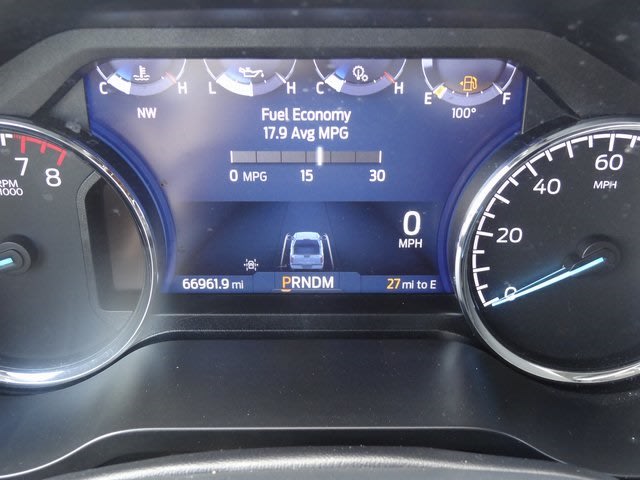 C H L H C H E F
NW
Fuel Economy
100°
17.9 Avg MPG
0 MPG 15 30
7
8
RPM
0
MPH
66961.9 mi
PRNDM
27 mi to E
0
20
40
60
MPH